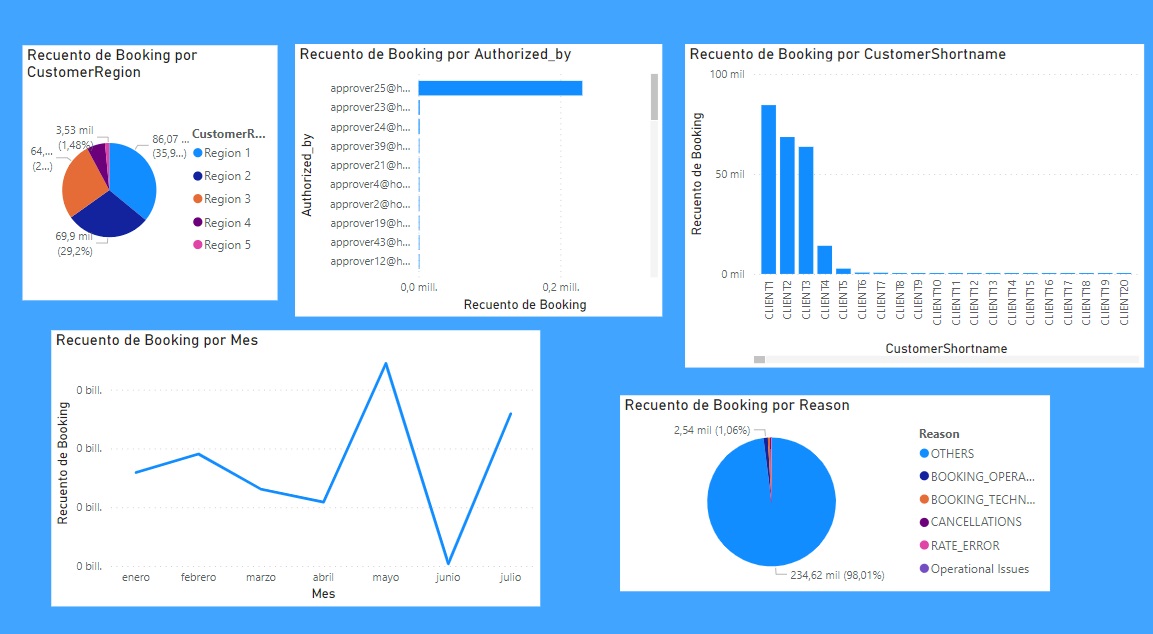 Recuento de Booking por
CustomerRegion
3,53 mil
(1,48%)
86,07 ...
(35,9...)
64,...
(2...)
69,9 mil
(29,2%)
CustomerR...
Region 1
Region 2
Region 3
Region 4
Region 5
Recuento de Booking por Authorized_by
Authorized_by
approver25@h...
approver23@h...
approver24@h...
approver39@h...
approver21@h...
approver4@ho...
approver2@ho...
approver19@h...
approver43@h...
approver12@h...
0,0 mill.
0,2 mill.
Recuento de Booking
Recuento de Booking por CustomerShortname
Recuento de Booking
100 mil
50 mil
0 mil
CLIENT1
CLIENT2
CLIENT3
CLIENT4
CLIENT5
CLIENT6
CLIENT7
CLIENT8
CLIENT9
CLIENT10
CLIENT11
CLIENT12
CLIENT13
CLIENT14
CLIENT15
CLIENT16
CLIENT17
CLIENT18
CLIENT19
CLIENT20
CustomerShortname
Recuento de Booking por Mes
Recuento de Booking
0 bill.
0 bill.
0 bill.
0 bill.
enero
febrero
marzo
abril
mayo
junio
julio
Mes
Recuento de Booking por Reason
2,54 mil (1,06%)
234,62 mil (98,01%)
Reason
OTHERS
BOOKING_OPERA...
BOOKING_TECHN...
CANCELLATIONS
RATE_ERROR
Operational Issues